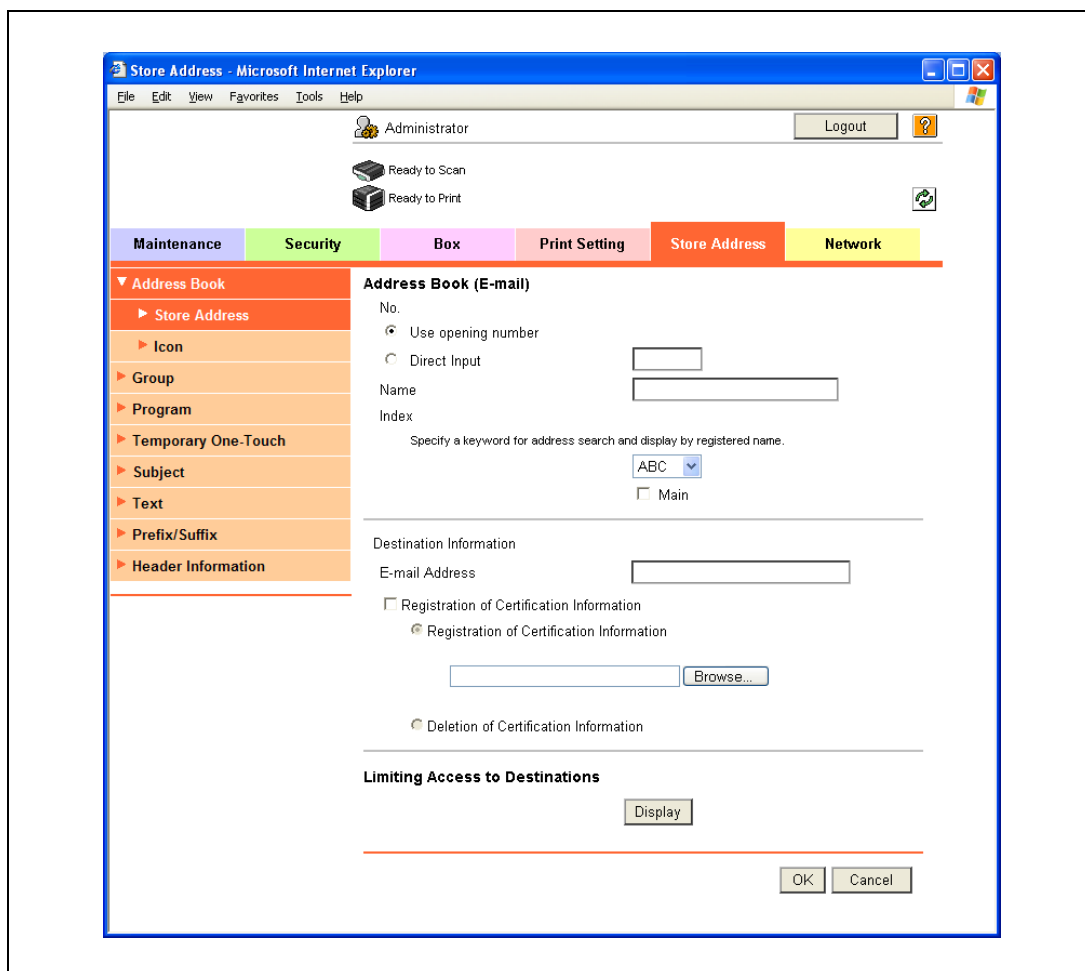 Store Address - Microsoft Internet Explorer
File Edit View Favorites Tools Help
Administrator Logout ?
Ready to Scan
Ready to Print
Maintenance Security Box Print Setting Store Address Network
Address Book
Store Address
Icon
Group
Program
Temporary One-Touch
Subject
Text
Prefix/Suffix
Header Information
Address Book (E-mail)
No.
Use opening number
Direct Input
Name
Index
Specify a keyword for address search and display by registered name.
ABC
Main
Destination Information
E-mail Address
Registration of Certification Information
Registration of Certification Information
Browse...
Deletion of Certification Information
Limiting Access to Destinations
Display
OK Cancel